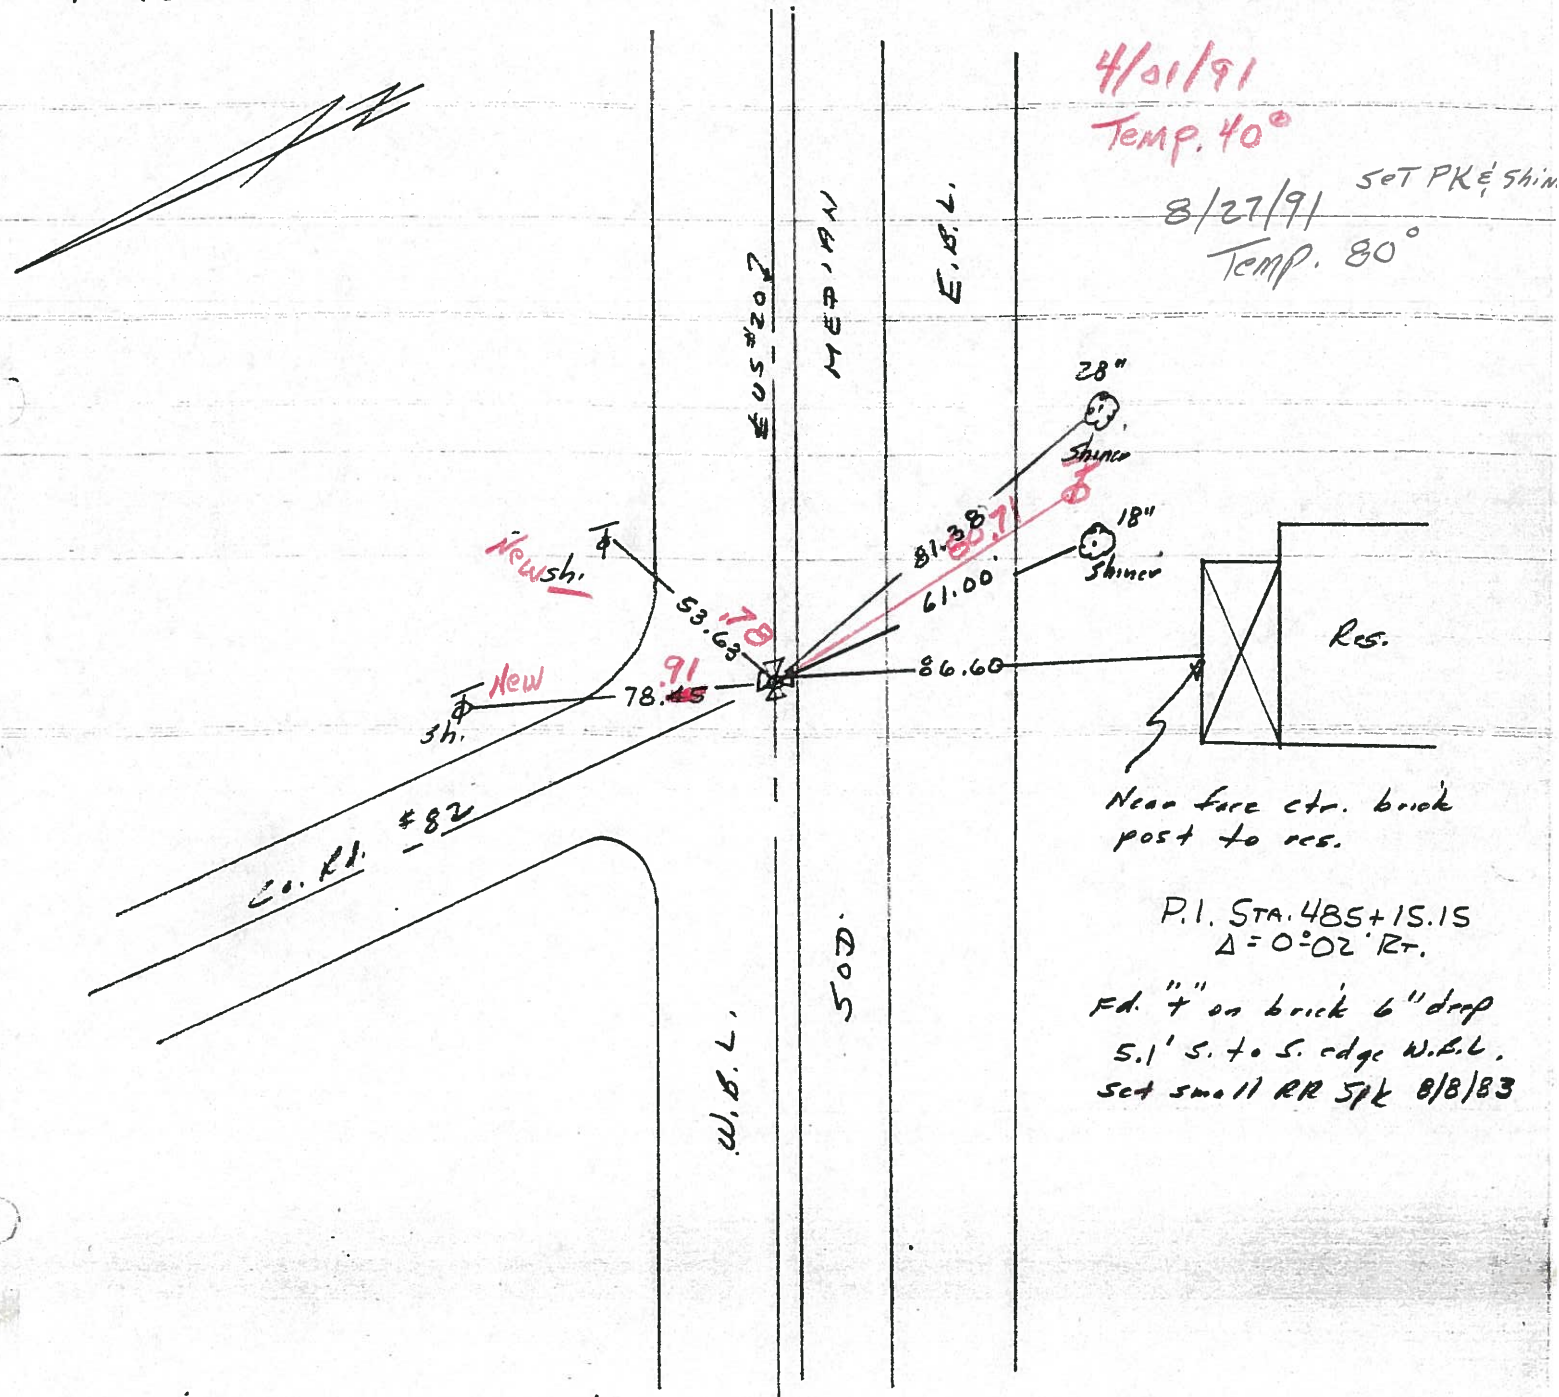 4/01/91
Temp. 40°
Set PK & Shin
8/27/91
Temp. 80°
N
MEDIAN
E.B.L.
℄ US #20
28"
Shiner
81.38
80.71
18"
Shiner
61.00'
New sh.
53.63
.78
New
78.45
.91
sh.
86.60
Res.
Near face ctr. brick
post to res.
Co. Rd. #82
P.I. STA. 485+15.15
Δ = 0°02' RT.
Fd. "+" on brick 6" deep
5.1' S. to S. edge W.B.L.
set small RR Spk 8/8/83
SOD.
W.B.L.